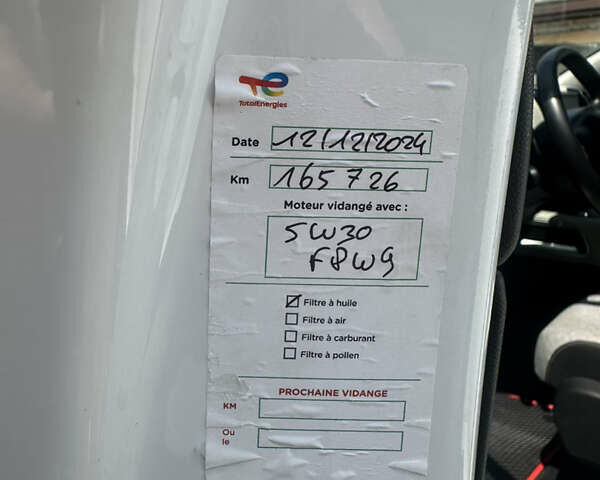 TotalEnergies
Date 12/12/2024
Km 165726
Moteur vidangé avec :
5W30
F8W9
Filtre à huile
Filtre à air
Filtre à carburant
Filtre à pollen
PROCHAINE VIDANGE
KM
Ou
le